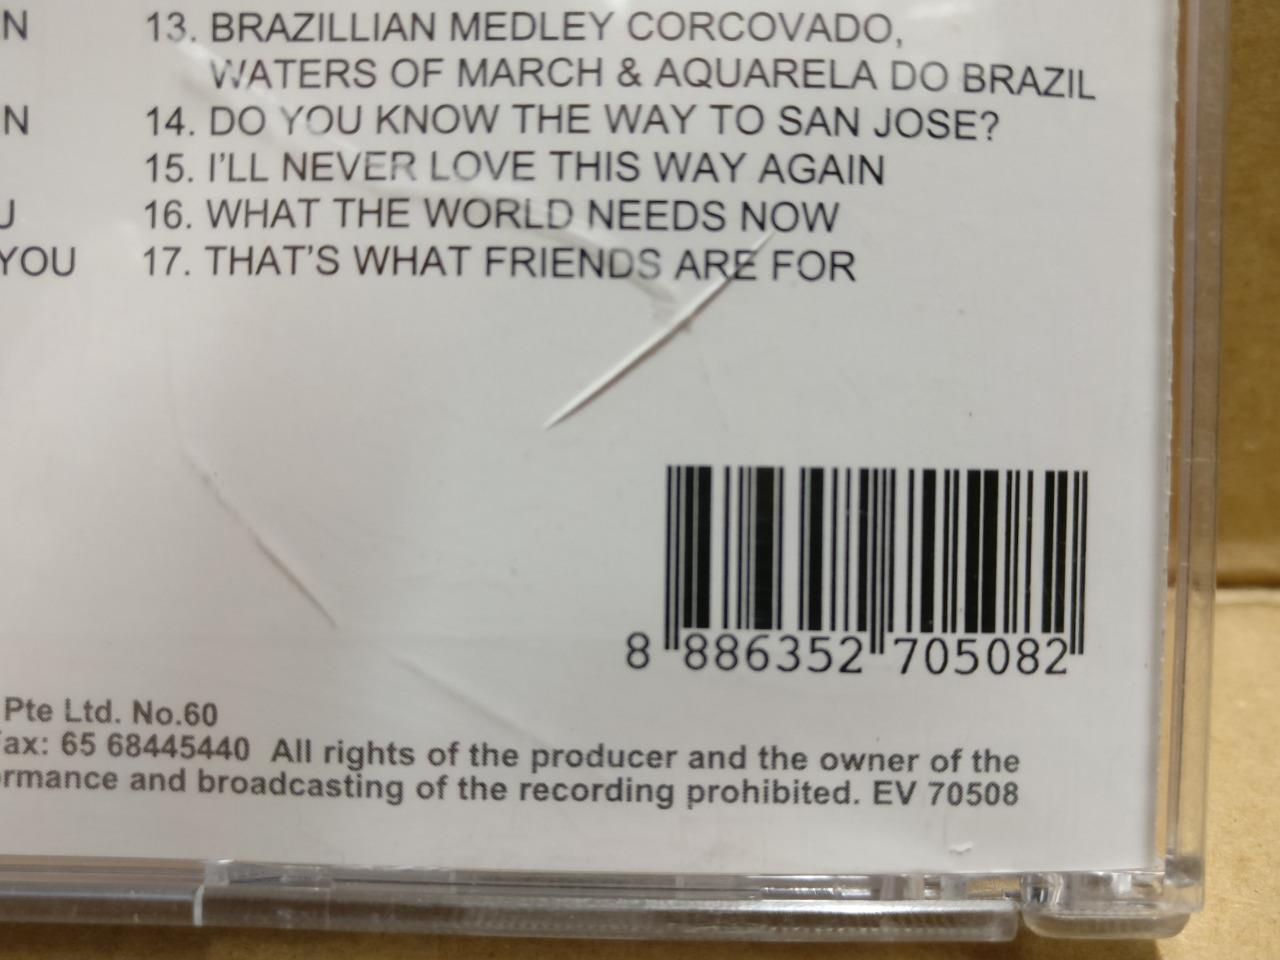 N
N
U
YOU
13. BRAZILLIAN MEDLEY CORCOVADO,
WATERS OF MARCH & AQUARELA DO BRAZIL
14. DO YOU KNOW THE WAY TO SAN JOSE?
15. I'LL NEVER LOVE THIS WAY AGAIN
16. WHAT THE WORLD NEEDS NOW
17. THAT'S WHAT FRIENDS ARE FOR
8 886352 705082
Pte Ltd. No.60
ax: 65 68445440 All rights of the producer and the owner of the
ormance and broadcasting of the recording prohibited. EV 70508